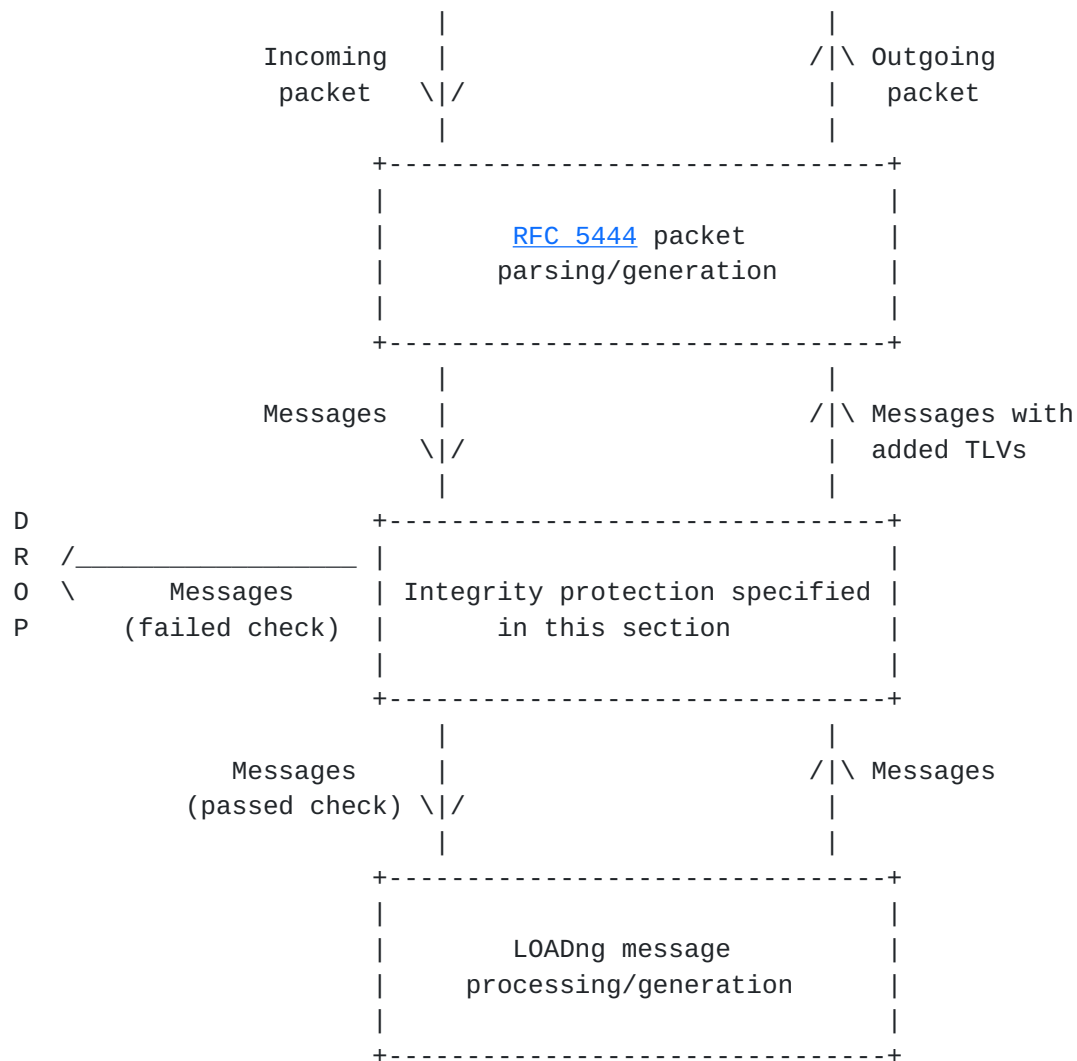 Incoming /|\ Outgoing
packet \|/ | packet
+--------------------------------+
RFC 5444 packet
parsing/generation
+--------------------------------+
Messages /|\ Messages with
\|/ | added TLVs
D +--------------------------------+
R /__________________ | |
O \ Messages | Integrity protection specified |
P (failed check) | in this section |
+--------------------------------+
Messages /|\ Messages
(passed check) \|/ |
+--------------------------------+
LOADng message
processing/generation
+--------------------------------+